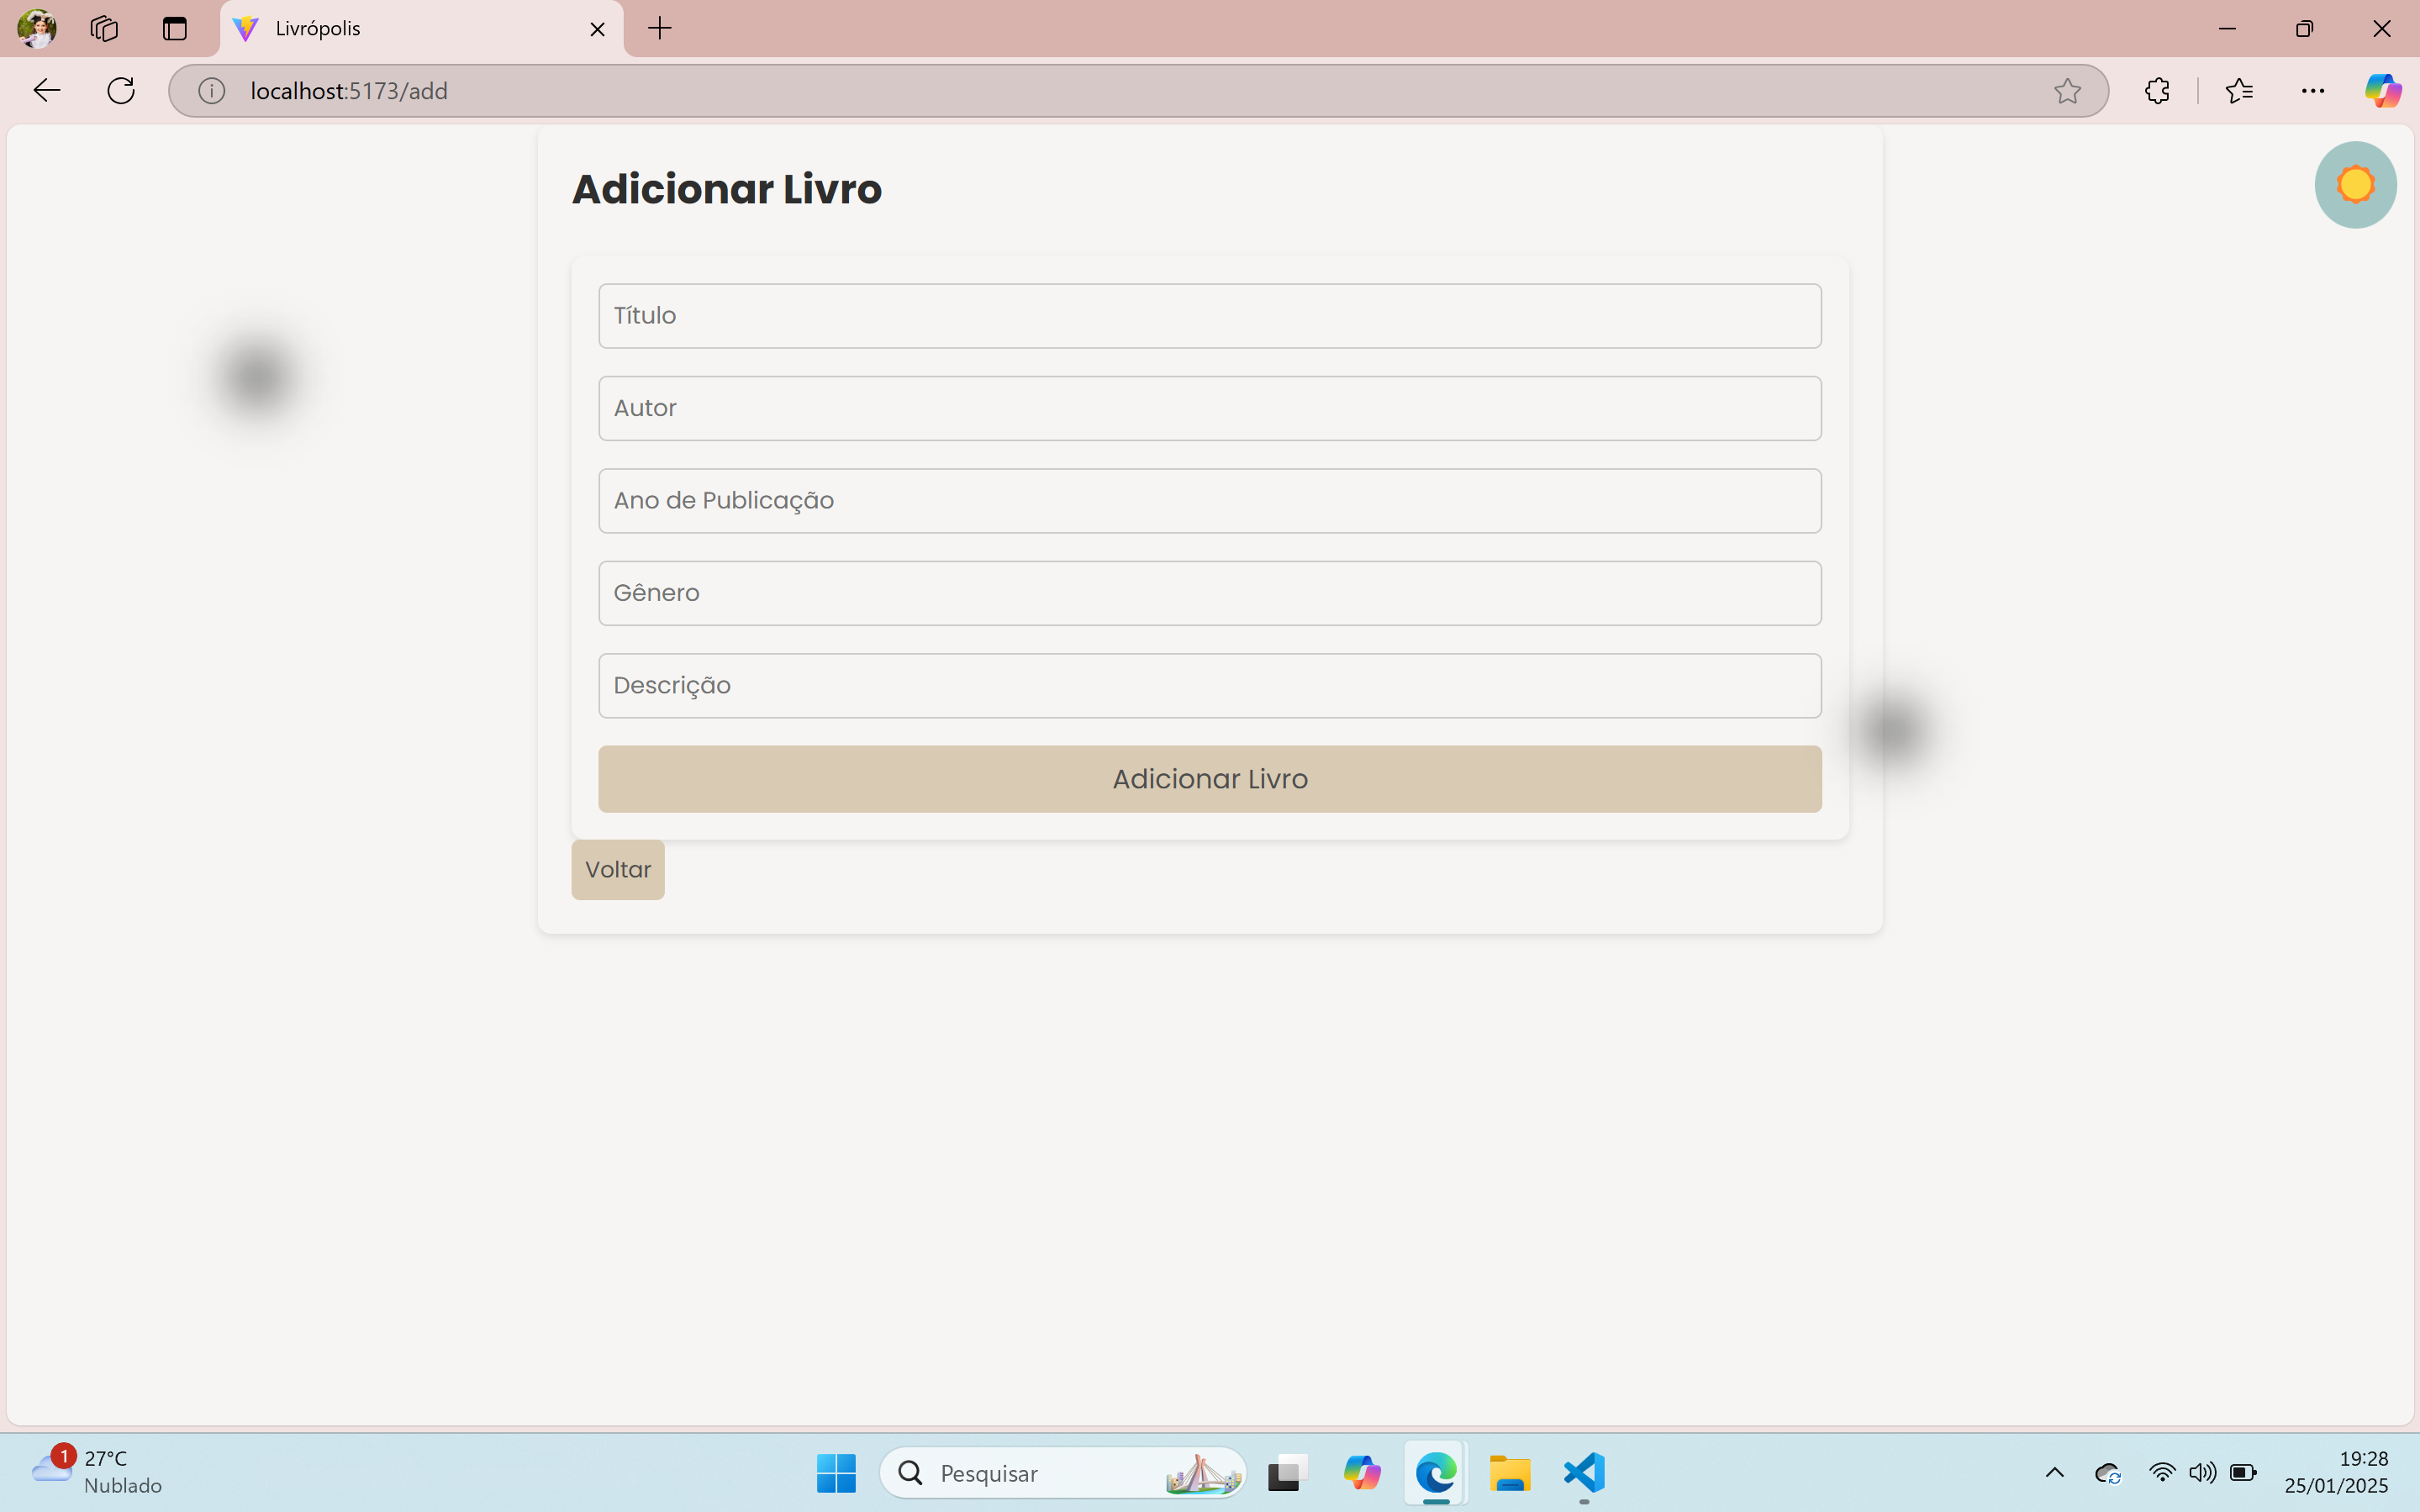 Livrópolis
localhost:5173/add
Adicionar Livro
Título
Autor
Ano de Publicação
Gênero
Descrição
Adicionar Livro
Voltar
1
27°C
Nublado
Pesquisar
19:28
25/01/2025